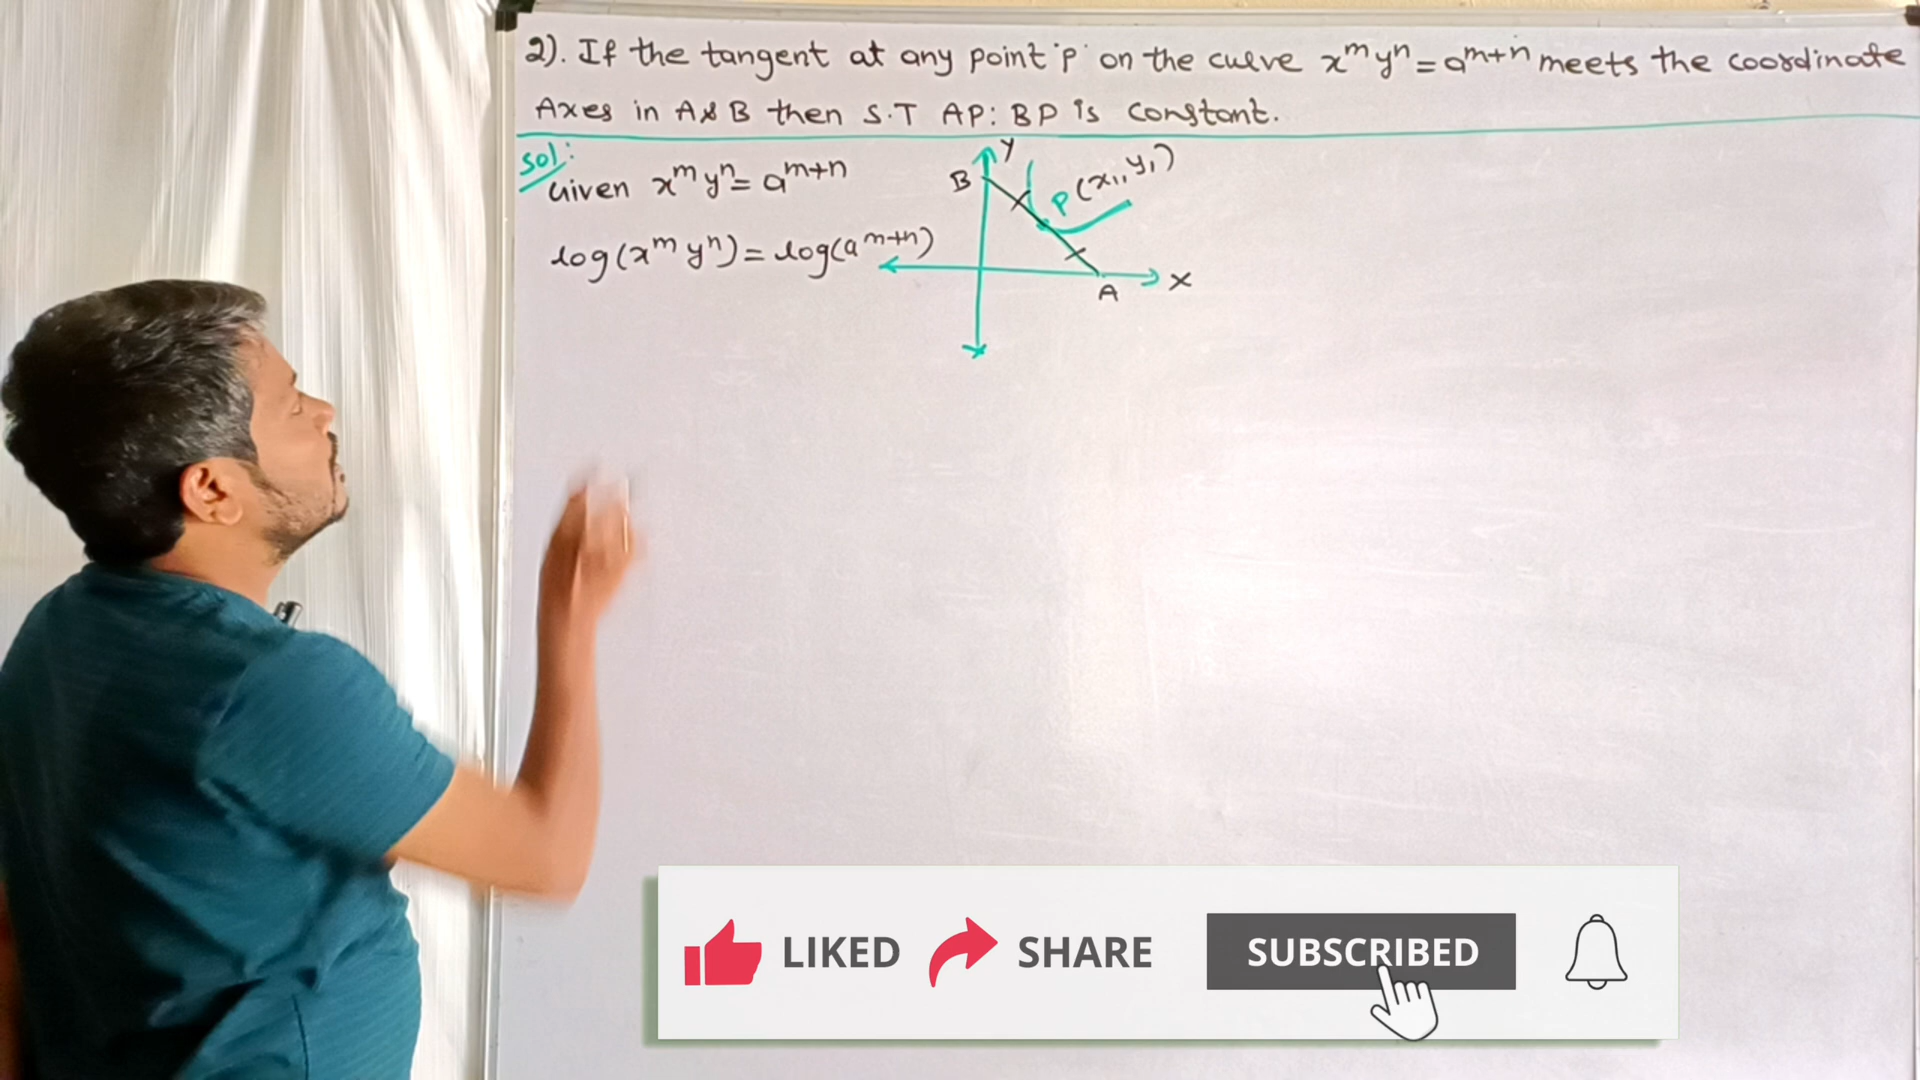 2). If the tangent at any point 'P' on the curve x^m y^n = a^(m+n) meets the coordinate
Axes in A & B then S.T AP : BP is constant.
Sol:
Given x^m y^n = a^(m+n)
log(x^m y^n) = log(a^(m+n))
Y
B
P(x₁, y₁)
X
A
LIKED SHARE SUBSCRIBED